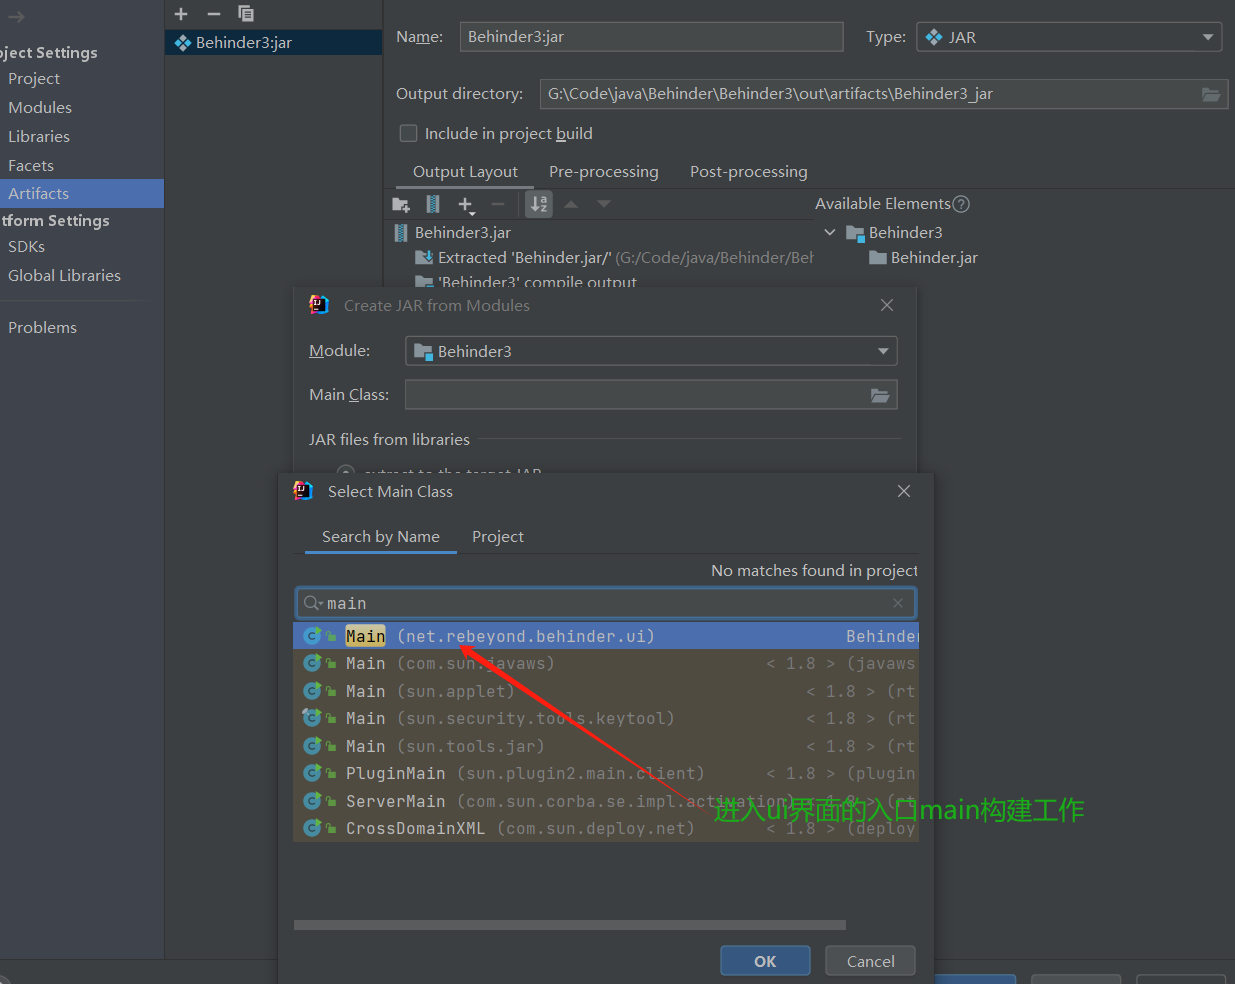 Behinder3:jar
Name: Behinder3:jar Type: JAR
oject Settings
Project
Modules
Libraries
Facets
Artifacts
tform Settings
SDKs
Global Libraries
Problems
Output directory: G:\Code\java\Behinder\Behinder3\out\artifacts\Behinder3_jar
Include in project build
Output Layout Pre-processing Post-processing
Available Elements
Behinder3.jar
Extracted 'Behinder.jar/' (G:/Code/java/Behinder/Beh
'Behinder3' compile output
Behinder3
Behinder.jar
Create JAR from Modules
Module: Behinder3
Main Class:
JAR files from libraries
extract to the target JAR
Select Main Class
Search by Name Project
No matches found in project
main
Main (net.rebeyond.behinder.ui) Behinder
Main (com.sun.javaws) < 1.8 > (javaws
Main (sun.applet) < 1.8 > (rt
Main (sun.security.tools.keytool) < 1.8 > (rt
Main (sun.tools.jar) < 1.8 > (rt
PluginMain (sun.plugin2.main.client) < 1.8 > (plugin
ServerMain (com.sun.corba.se.impl.activation) < 1.8 > (rt
CrossDomainXML (com.sun.deploy.net) < 1.8 > (deploy
进入ui界面的入口main构建工作
OK Cancel